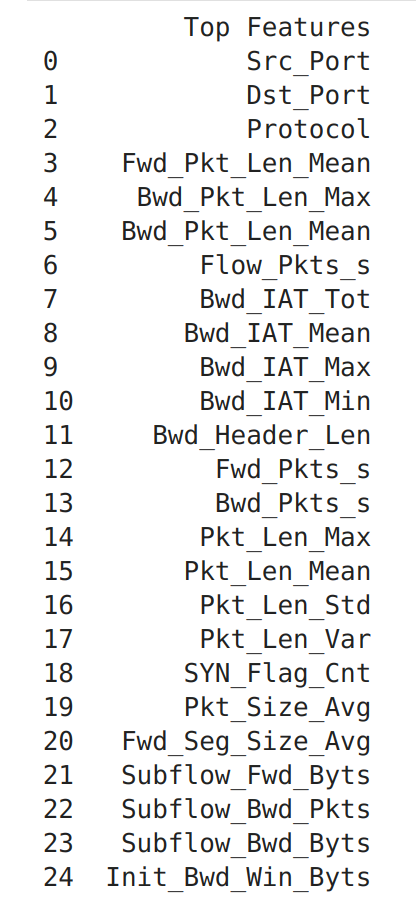 Top Features
0 Src_Port
1 Dst_Port
2 Protocol
3 Fwd_Pkt_Len_Mean
4 Bwd_Pkt_Len_Max
5 Bwd_Pkt_Len_Mean
6 Flow_Pkts_s
7 Bwd_IAT_Tot
8 Bwd_IAT_Mean
9 Bwd_IAT_Max
10 Bwd_IAT_Min
11 Bwd_Header_Len
12 Fwd_Pkts_s
13 Bwd_Pkts_s
14 Pkt_Len_Max
15 Pkt_Len_Mean
16 Pkt_Len_Std
17 Pkt_Len_Var
18 SYN_Flag_Cnt
19 Pkt_Size_Avg
20 Fwd_Seg_Size_Avg
21 Subflow_Fwd_Byts
22 Subflow_Bwd_Pkts
23 Subflow_Bwd_Byts
24 Init_Bwd_Win_Byts